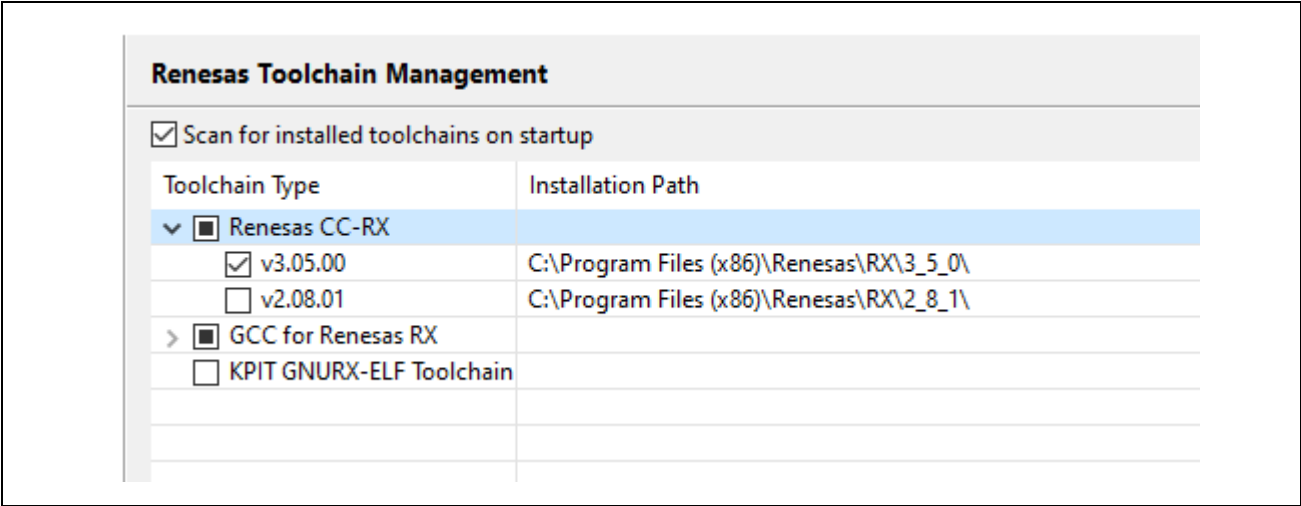 Renesas Toolchain Management
Scan for installed toolchains on startup
Toolchain Type Installation Path
Renesas CC-RX
v3.05.00 C:\Program Files (x86)\Renesas\RX\3_5_0\
v2.08.01 C:\Program Files (x86)\Renesas\RX\2_8_1\
GCC for Renesas RX
KPIT GNURX-ELF Toolchain